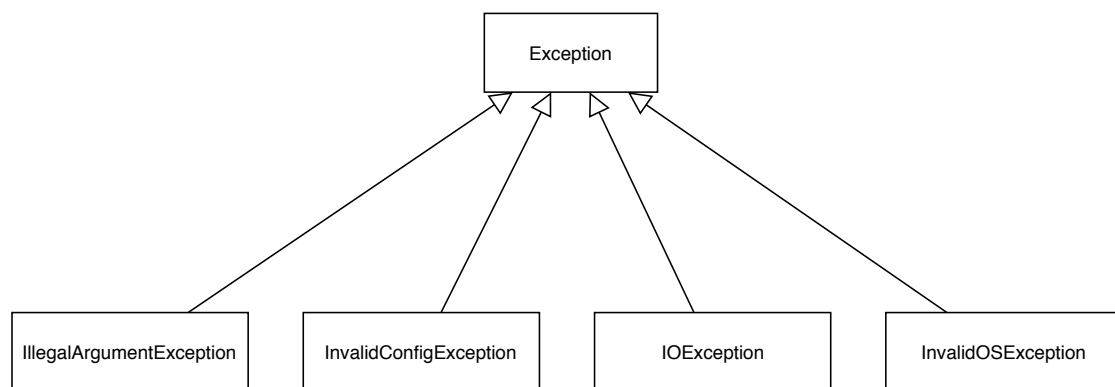 Exception
IllegalArgumentException
InvalidConfigException
IOException
InvalidOSException